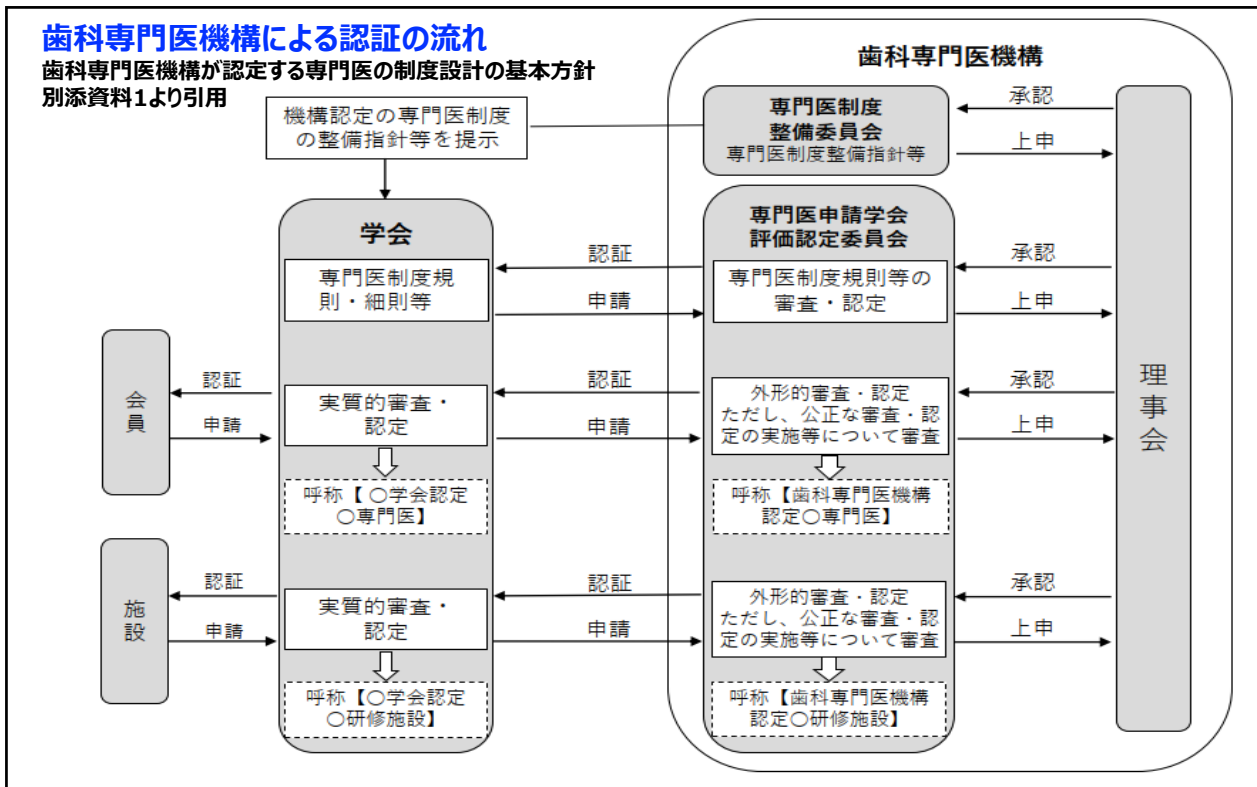 歯科専門医機構による認証の流れ
歯科専門医機構が認定する専門医の制度設計の基本方針
別添資料1より引用
機構認定の専門医制度
の整備指針等を提示
歯科専門医機構
専門医制度
整備委員会
専門医制度整備指針等
承認
上申
学会
専門医制度規
則・細則等
認証
申請
専門医申請学会
評価認定委員会
専門医制度規則等の
審査・認定
承認
上申
理事会
会員
認証
申請
実質的審査・
認定
認証
申請
外形的審査・認定
ただし、公正な審査・認
定の実施等について審査
承認
上申
呼称【 〇学会認定
〇専門医】
呼称【歯科専門医機構
認定〇専門医】
施設
認証
申請
実質的審査・
認定
認証
申請
外形的審査・認定
ただし、公正な審査・認
定の実施等について審査
承認
上申
呼称【〇学会認定
〇研修施設】
呼称【歯科専門医機構
認定〇研修施設】